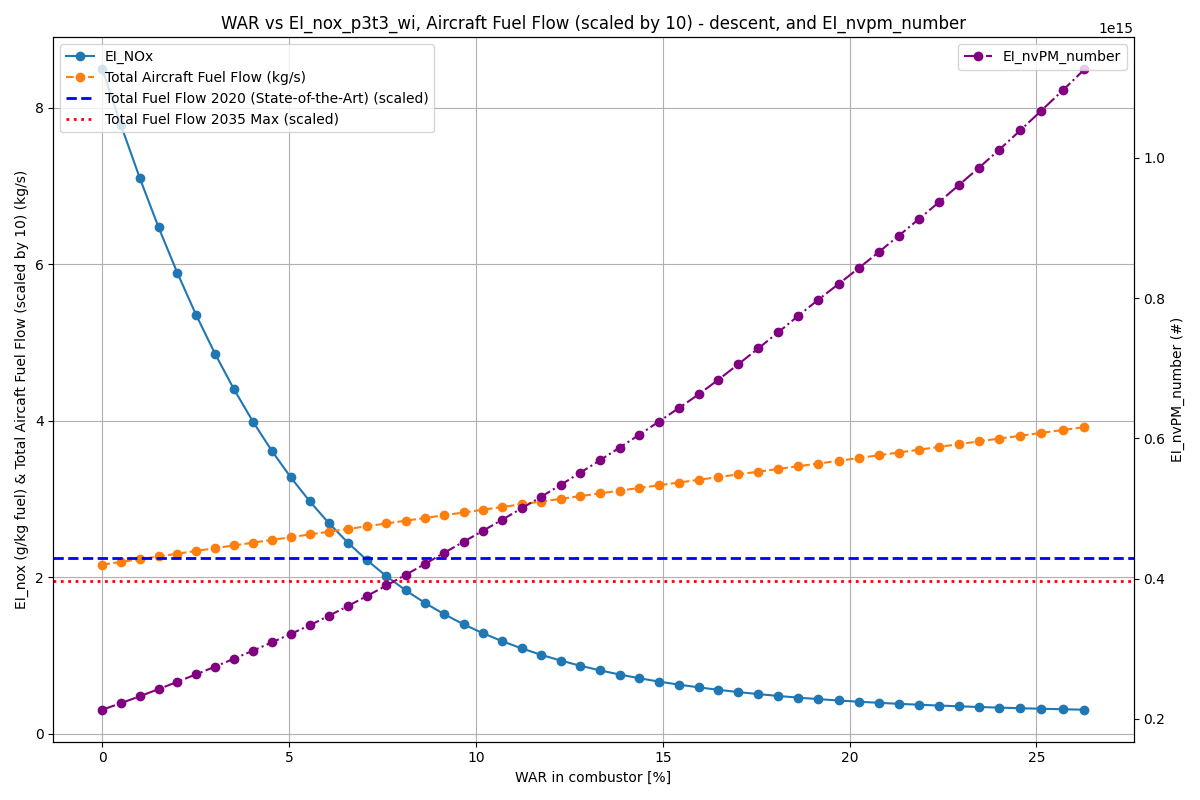 WAR vs EI_nox_p3t3_wi, Aircraft Fuel Flow (scaled by 10) - descent, and EI_nvpm_number
1e15
EI_NOx
Total Aircraft Fuel Flow (kg/s)
Total Fuel Flow 2020 (State-of-the-Art) (scaled)
Total Fuel Flow 2035 Max (scaled)
EI_nvPM_number
EI_nox (g/kg fuel) & Total Aircaft Fuel Flow (scaled by 10) (kg/s)
8
6
4
2
0
1.0
0.8
0.6
0.4
0.2
EI_nvPM_number (#)
0
5
10
15
20
25
WAR in combustor [%]